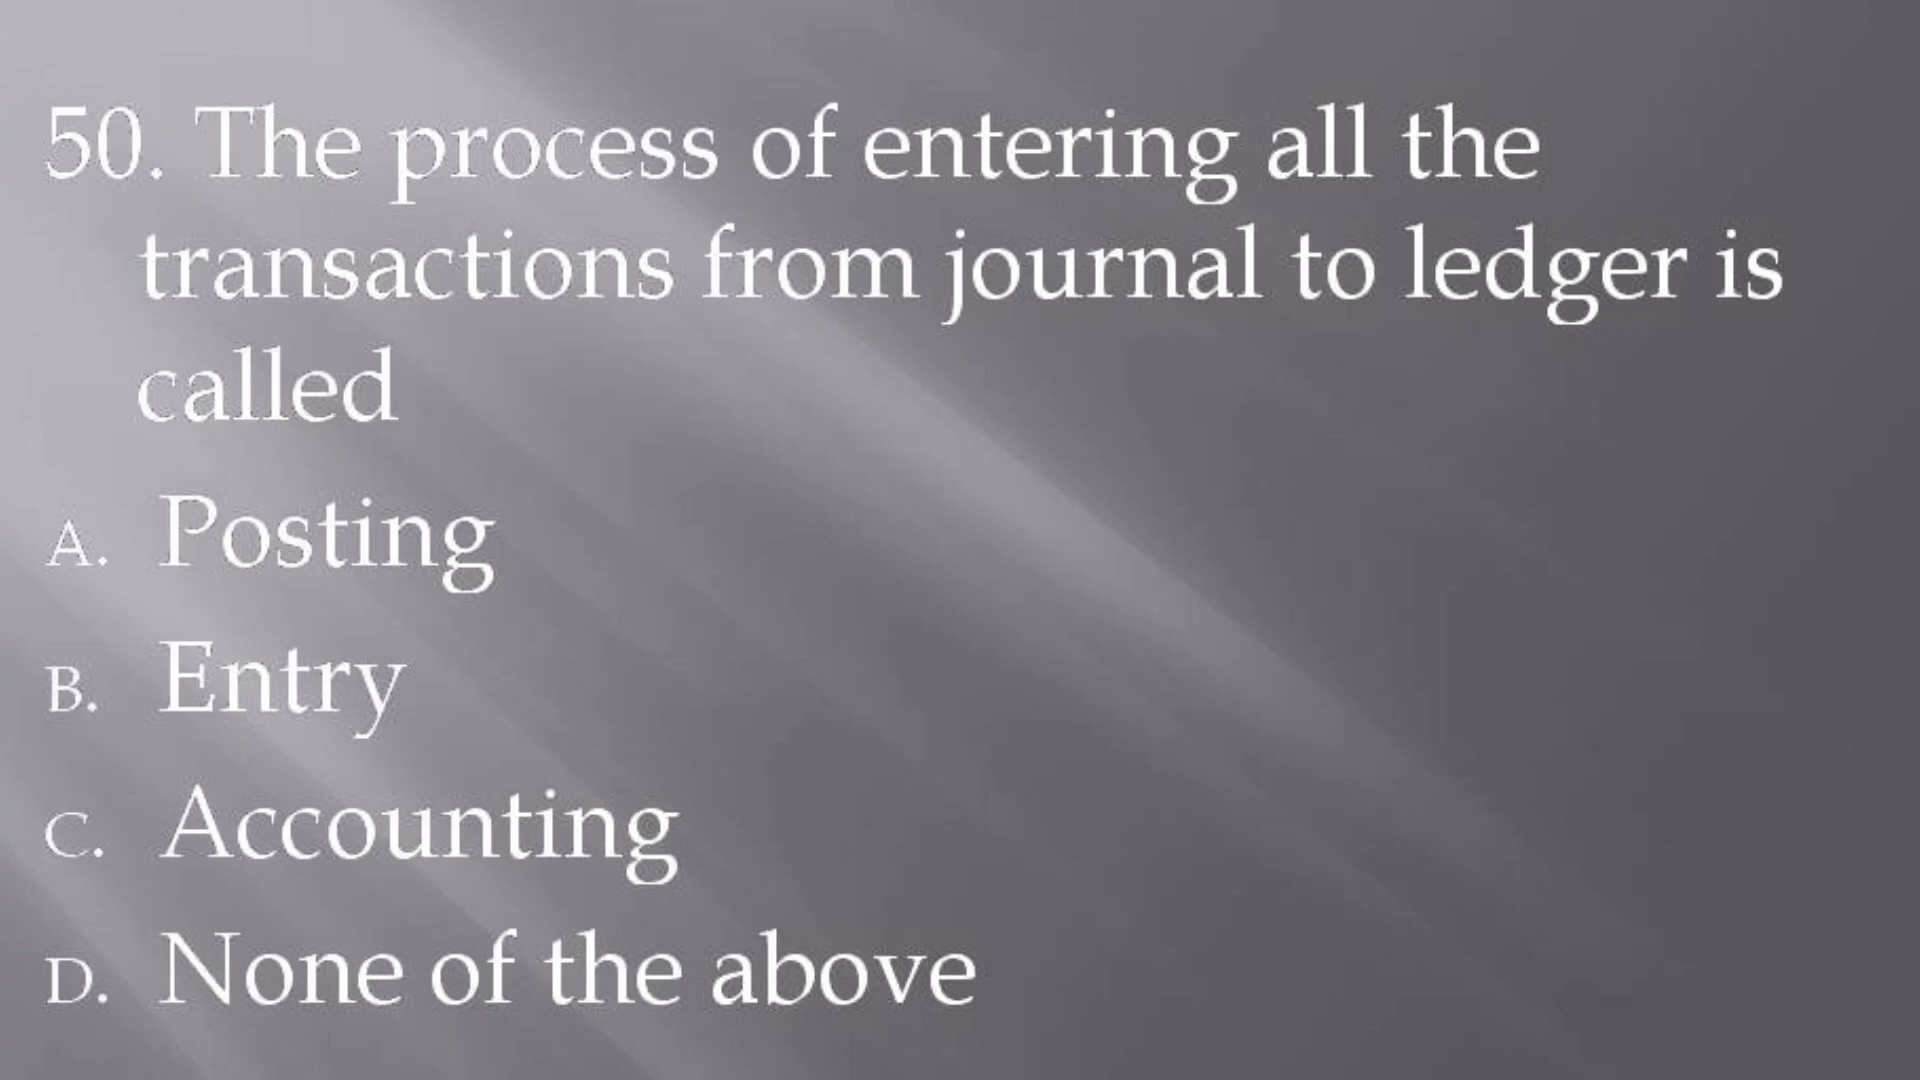 50. The process of entering all the
transactions from journal to ledger is
called
A. Posting
B. Entry
C. Accounting
D. None of the above